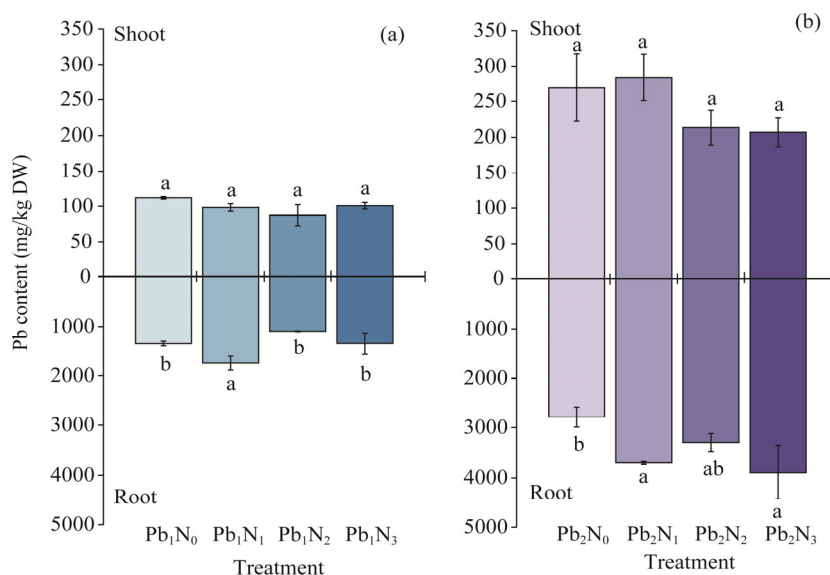 Pb content (mg/kg DW)
(a)
Shoot
350
300
250
200
150
100
50
0
1000
2000
3000
4000
5000
a a a a
b a b b
Root
Pb₁N₀ Pb₁N₁ Pb₁N₂ Pb₁N₃
Treatment
(b)
Shoot
350
300
250
200
150
100
50
0
1000
2000
3000
4000
5000
a a a a
b a ab a
Root
Pb₂N₀ Pb₂N₁ Pb₂N₂ Pb₂N₃
Treatment